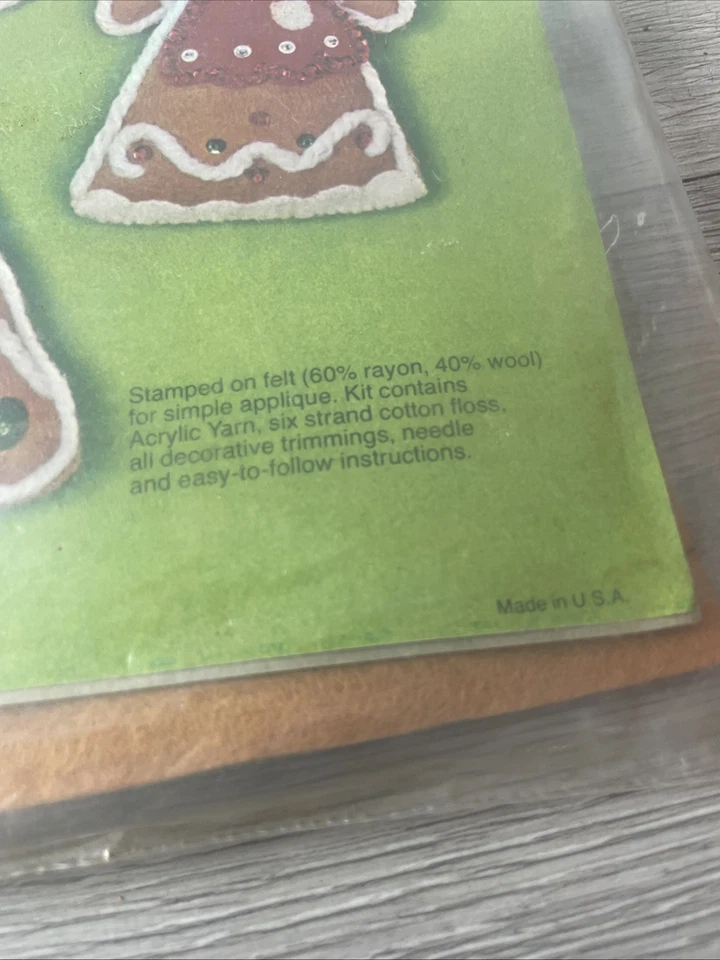 Stamped on felt (60% rayon, 40% wool)
for simple applique. Kit contains
Acrylic Yarn, six strand cotton floss,
all decorative trimmings, needle
and easy-to-follow instructions.
Made in U.S.A.